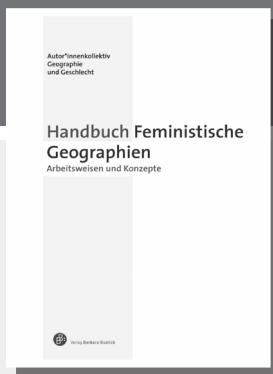 Autor*innenkollektiv
Geographie
und Geschlecht
Handbuch Feministische
Geographien
Arbeitsweisen und Konzepte
Verlag Barbara Budrich